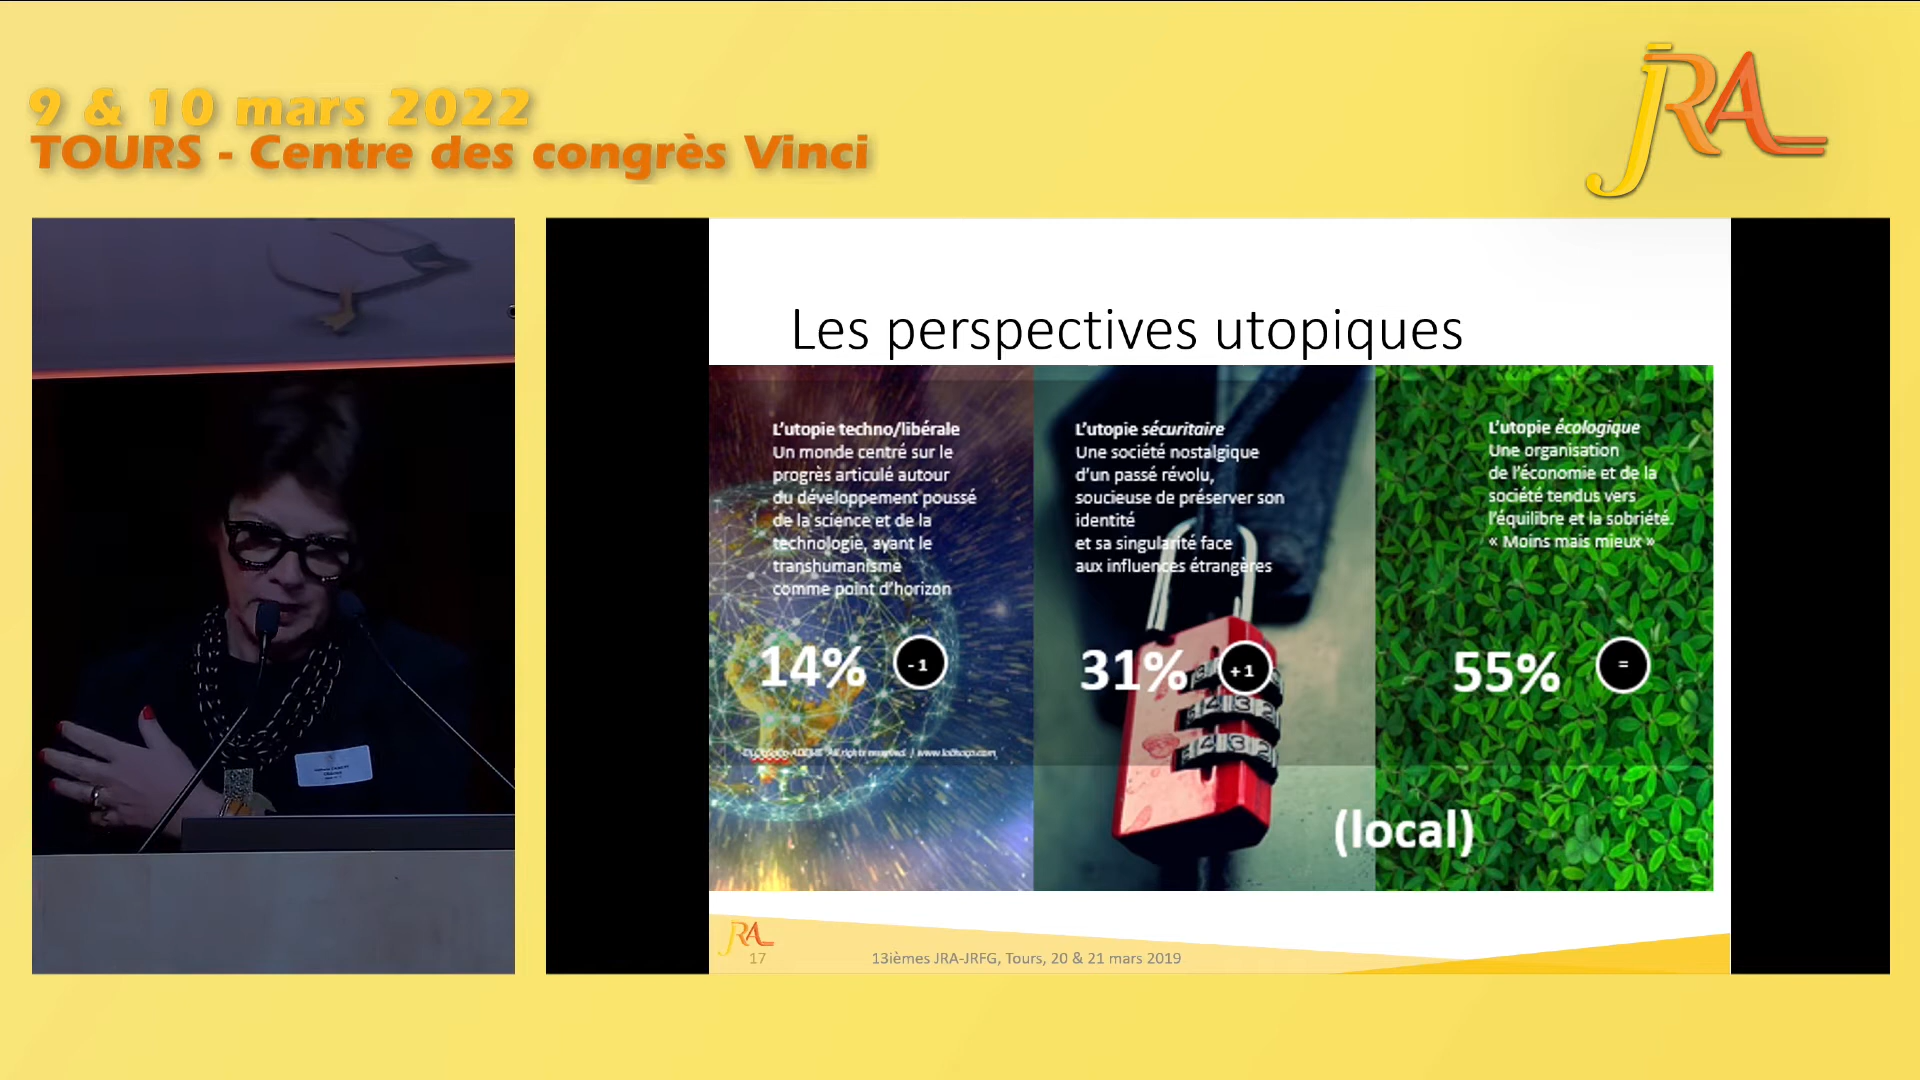 9 & 10 mars 2022
TOURS - Centre des congrès Vinci
JRA
Les perspectives utopiques
L'utopie techno/libérale
Un monde centré sur le
progrès articulé autour
du développement poussé
de la science et de la
technologie, ayant le
transhumanisme
comme point d'horizon
14%
-1
All rights reserved. /
L'utopie sécuritaire
Une société nostalgique
d'un passé révolu,
soucieuse de préserver son
identité
et sa singularité face
aux influences étrangères
31%
+1
L'utopie écologique
Une organisation
de l'économie et de la
société tendus vers
l'équilibre et la sobriété.
« Moins mais mieux »
55%
=
(local)
JRA
17
13ièmes JRA-JRFG, Tours, 20 & 21 mars 2019